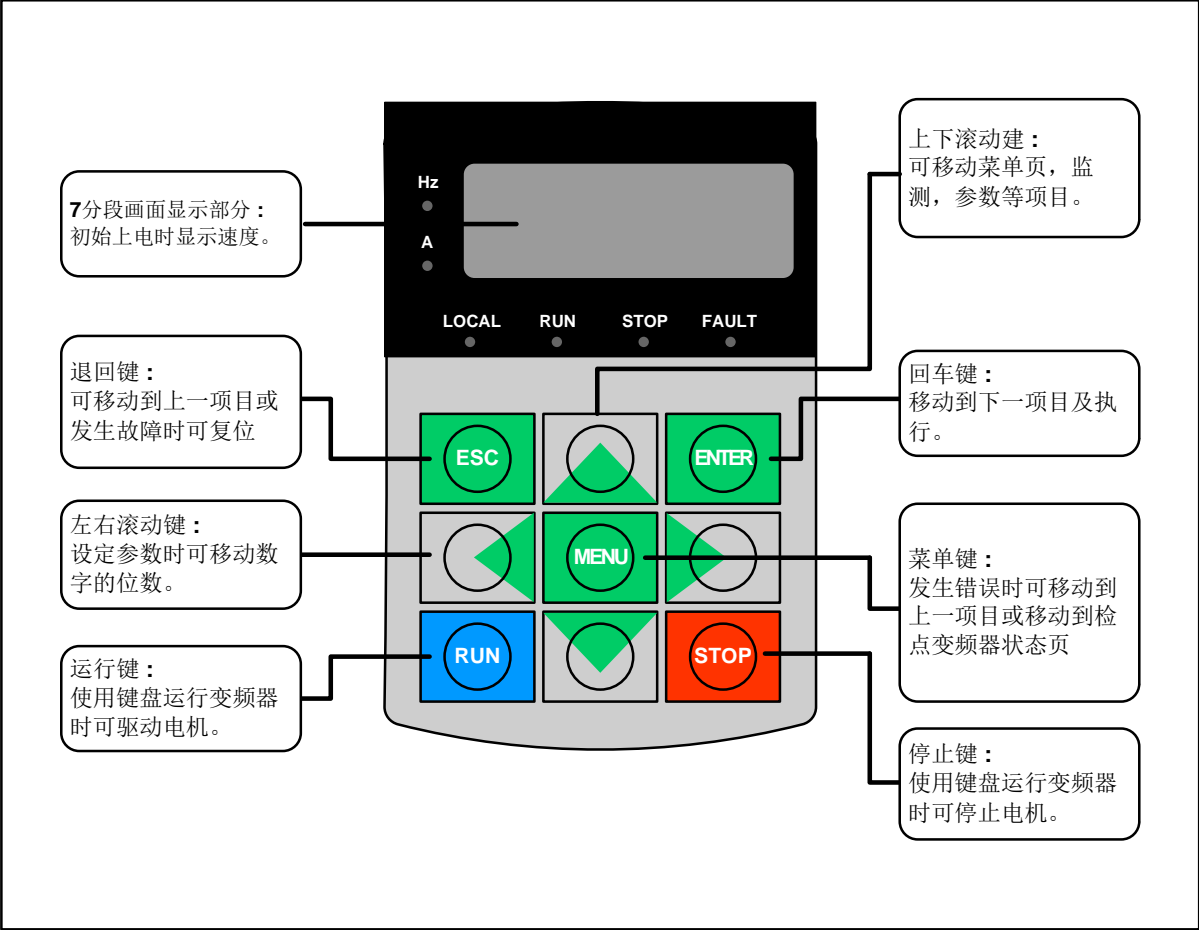 7分段画面显示部分：
初始上电时显示速度。
退回键：
可移动到上一项目或
发生故障时可复位
左右滚动键：
设定参数时可移动数
字的位数。
运行键：
使用键盘运行变频器
时可驱动电机。
Hz
A
LOCAL RUN STOP FAULT
ESC ENTER
MENU
RUN STOP
上下滚动建：
可移动菜单页，监
测，参数等项目。
回车键：
移动到下一项目及执
行。
菜单键：
发生错误时可移动到
上一项目或移动到检
点变频器状态页
停止键：
使用键盘运行变频器
时可停止电机。